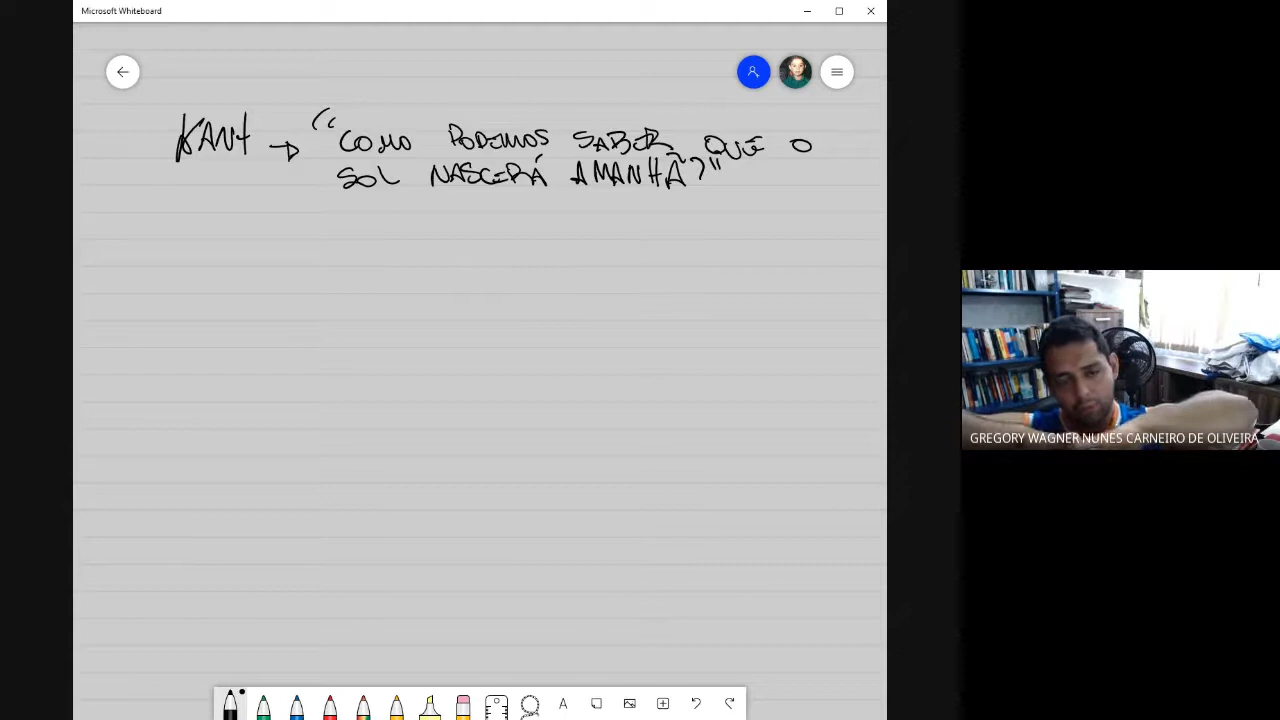 Microsoft Whiteboard
KANT → "COMO PODEMOS SABER QUE O
SOL NASCERÁ AMANHÃ?"
GREGORY WAGNER NUNES CARNEIRO DE OLIVEIRA
A